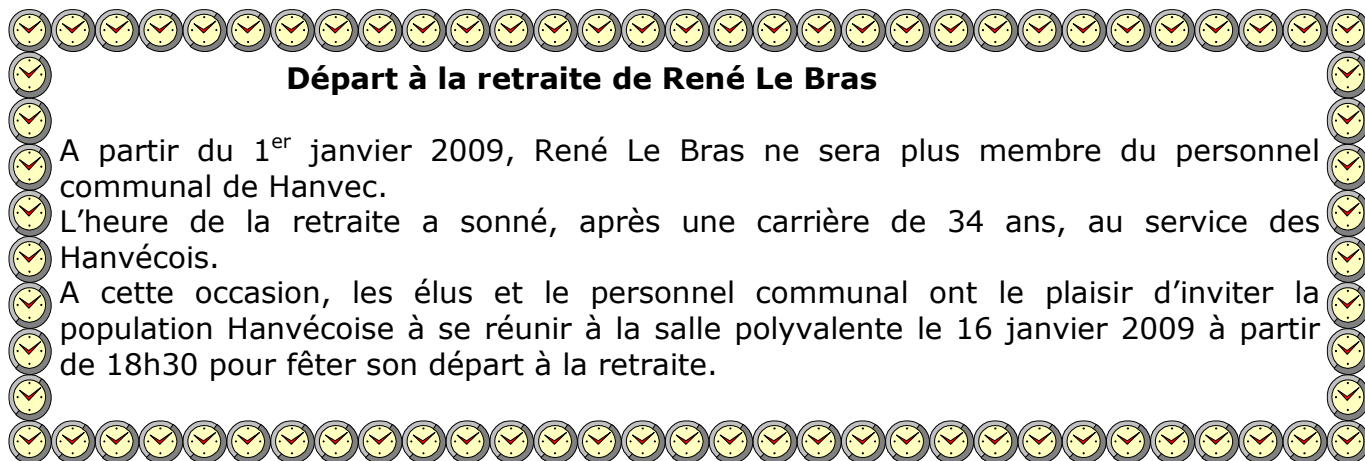 Départ à la retraite de René Le Bras
A partir du 1er janvier 2009, René Le Bras ne sera plus membre du personnel
communal de Hanvec.
L’heure de la retraite a sonné, après une carrière de 34 ans, au service des
Hanvécois.
A cette occasion, les élus et le personnel communal ont le plaisir d’inviter la
population Hanvécoise à se réunir à la salle polyvalente le 16 janvier 2009 à partir
de 18h30 pour fêter son départ à la retraite.